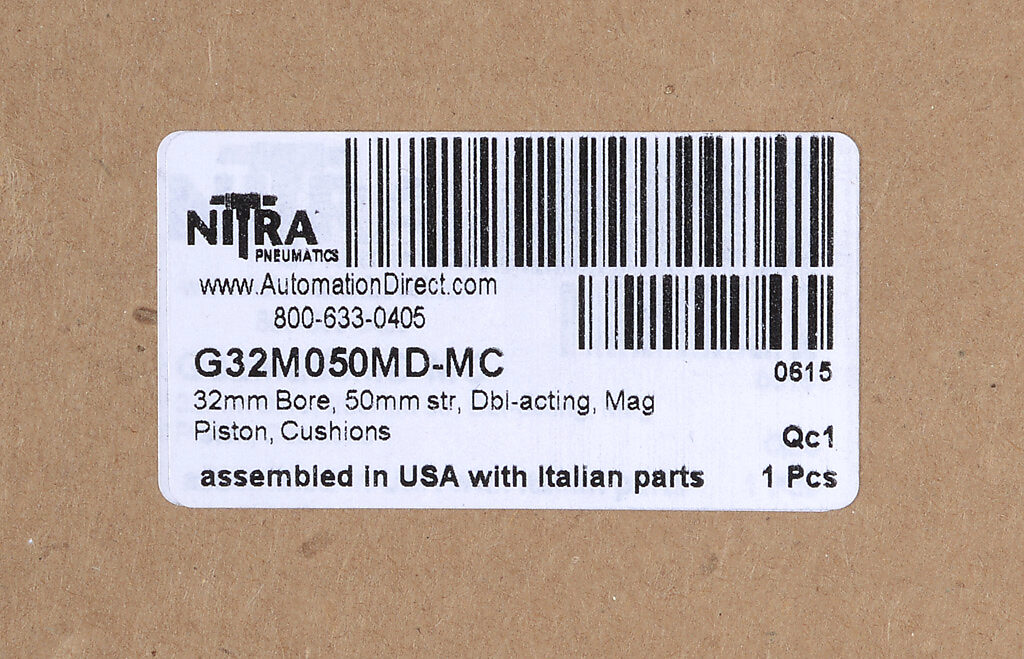 NITRA
PNEUMATICS
www.AutomationDirect.com
800-633-0405
G32M050MD-MC
0615
32mm Bore, 50mm str, Dbl-acting, Mag
Piston, Cushions
Qc1
assembled in USA with Italian parts
1 Pcs